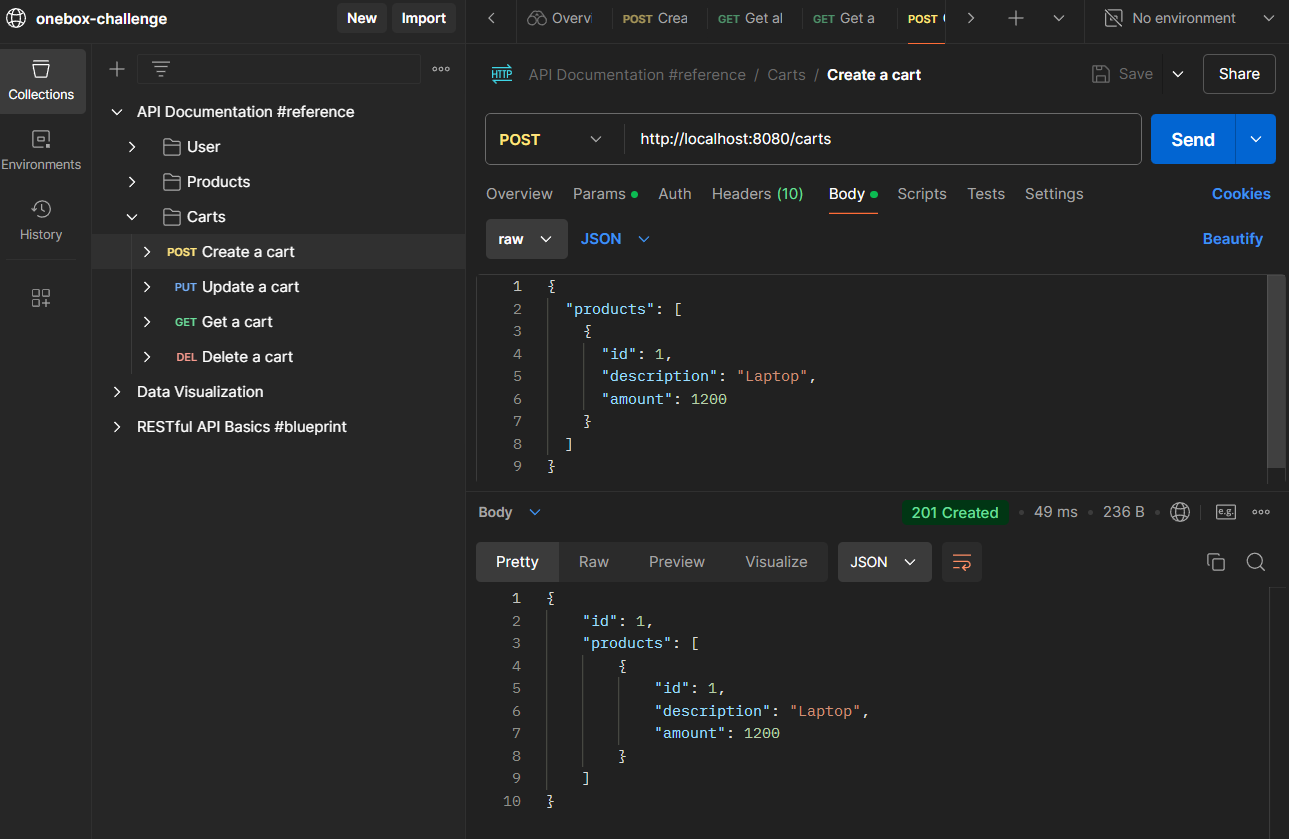 onebox-challenge
New
Import
Overv
POST Crea
GET Get al
GET Get a
POST
No environment
Collections
Environments
History
API Documentation #reference
User
Products
Carts
POST Create a cart
PUT Update a cart
GET Get a cart
DEL Delete a cart
Data Visualization
RESTful API Basics #blueprint
HTTP API Documentation #reference / Carts / Create a cart
Save
Share
POST http://localhost:8080/carts
Send
Overview Params Auth Headers (10) Body Scripts Tests Settings
Cookies
raw JSON
Beautify
1 {
2 "products": [
3 {
4 "id": 1,
5 "description": "Laptop",
6 "amount": 1200
7 }
8 ]
9 }
Body
201 Created • 49 ms • 236 B
e.g.
Pretty Raw Preview Visualize JSON
1 {
2 "id": 1,
3 "products": [
4 {
5 "id": 1,
6 "description": "Laptop",
7 "amount": 1200
8 }
9 ]
10 }